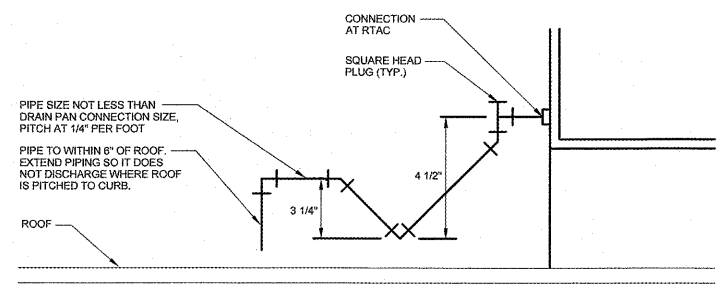 CONNECTION
AT RTAC
SQUARE HEAD
PLUG (TYP.)
PIPE SIZE NOT LESS THAN
DRAIN PAN CONNECTION SIZE,
PITCH AT 1/4" PER FOOT
PIPE TO WITHIN 6" OF ROOF.
EXTEND PIPING SO IT DOES
NOT DISCHARGE WHERE ROOF
IS PITCHED TO CURB.
4 1/2"
3 1/4"
ROOF